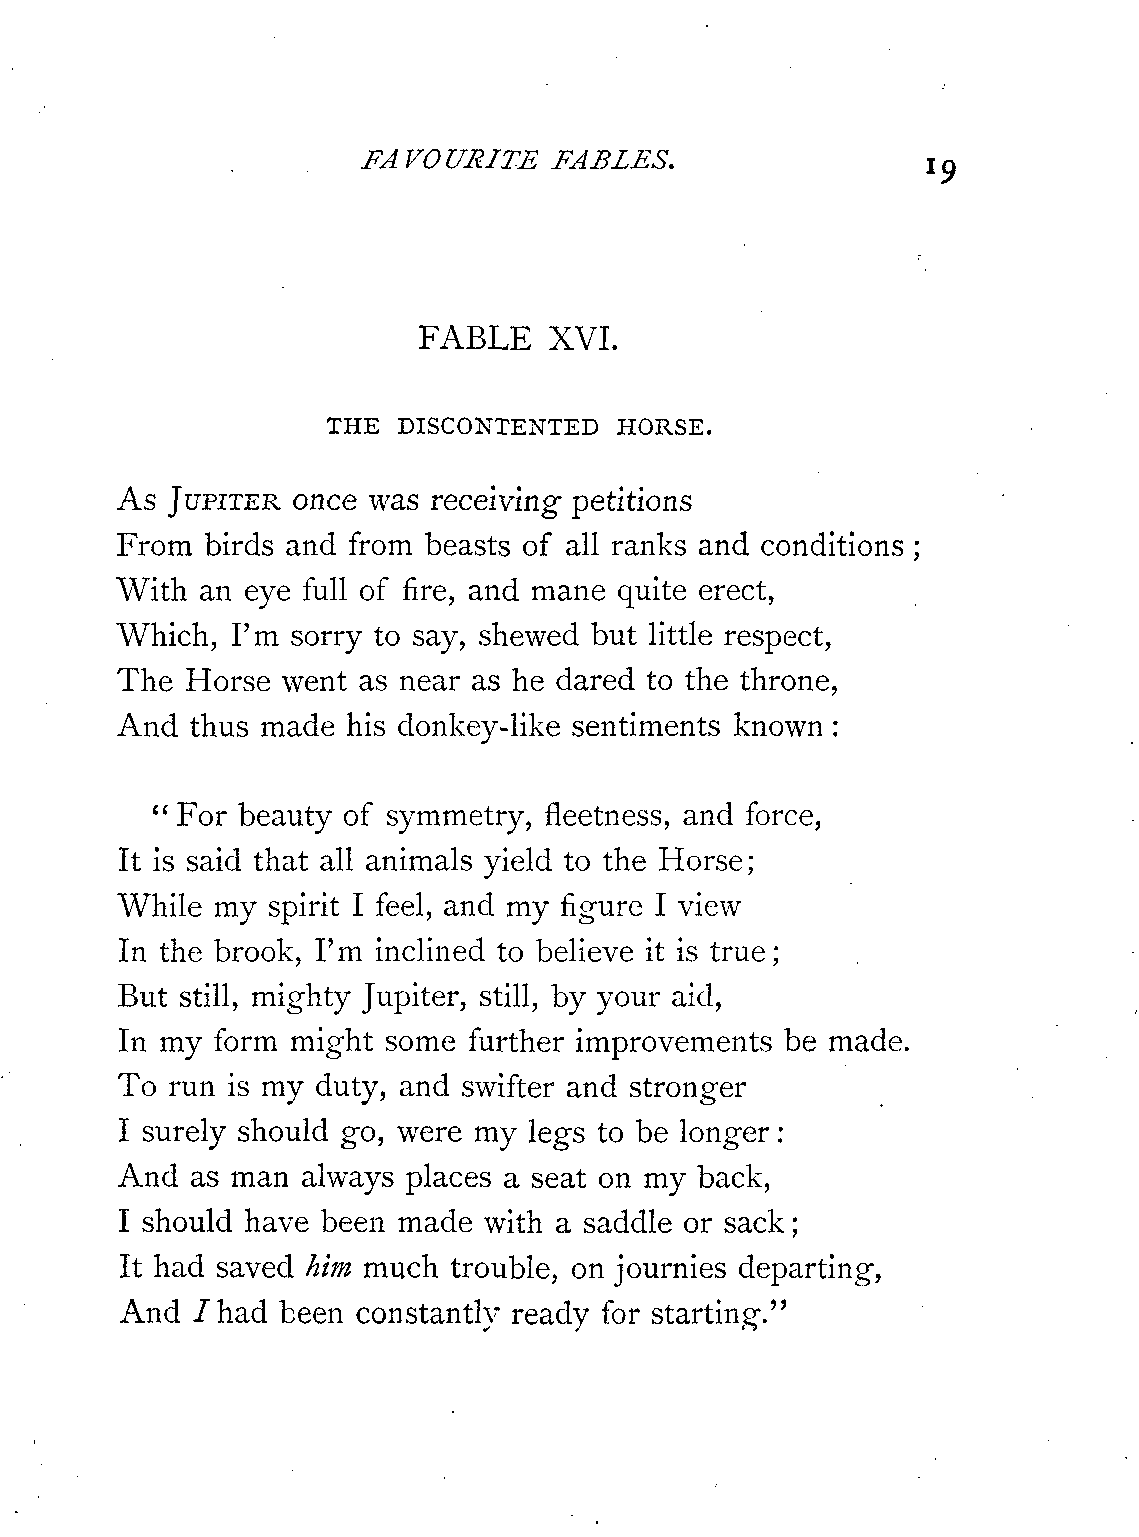 FAVOURITE FABLES. 19
FABLE XVI.
THE DISCONTENTED HORSE.
As JUPITER once was receiving petitions
From birds and from beasts of all ranks and conditions;
With an eye full of fire, and mane quite erect,
Which, I'm sorry to say, shewed but little respect,
The Horse went as near as he dared to the throne,
And thus made his donkey-like sentiments known:
"For beauty of symmetry, fleetness, and force,
It is said that all animals yield to the Horse;
While my spirit I feel, and my figure I view
In the brook, I'm inclined to believe it is true;
But still, mighty Jupiter, still, by your aid,
In my form might some further improvements be made.
To run is my duty, and swifter and stronger
I surely should go, were my legs to be longer:
And as man always places a seat on my back,
I should have been made with a saddle or sack;
It had saved him much trouble, on journies departing,
And I had been constantly ready for starting."